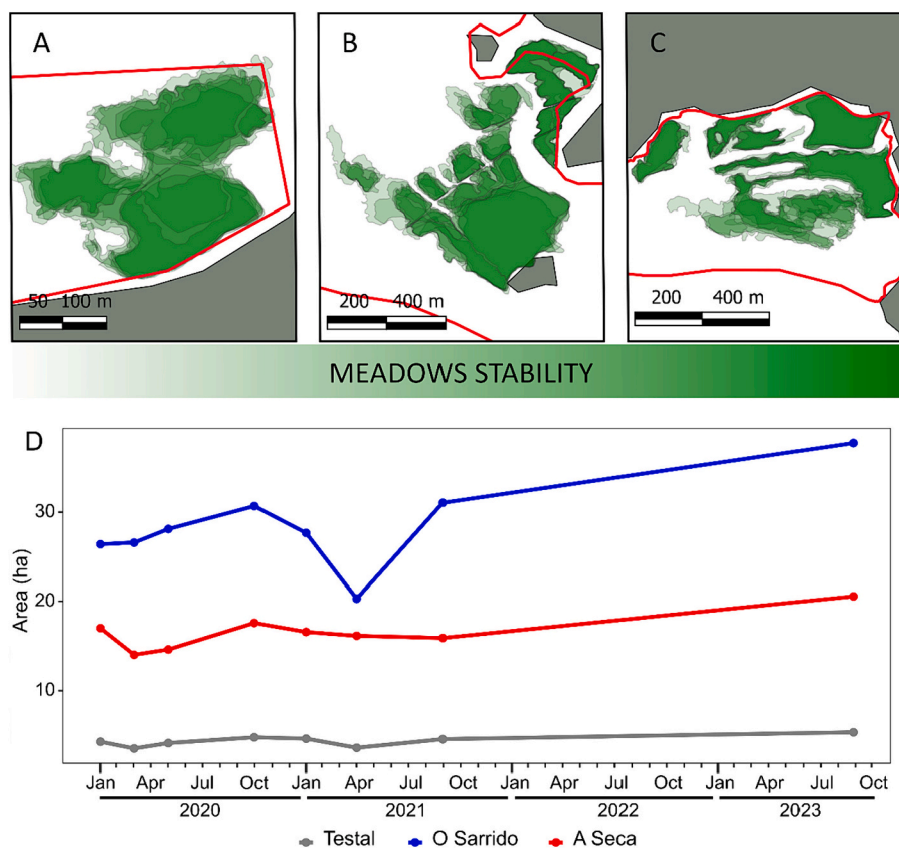 A
B
C
50 100 m
200 400 m
200 400 m
MEADOWS STABILITY
D
Area (ha)
30
20
10
Jan Apr Jul Oct Jan Apr Jul Oct Jan Apr Jul Oct Jan Apr Jul Oct
2020 2021 2022 2023
Testal O Sarrido A Seca